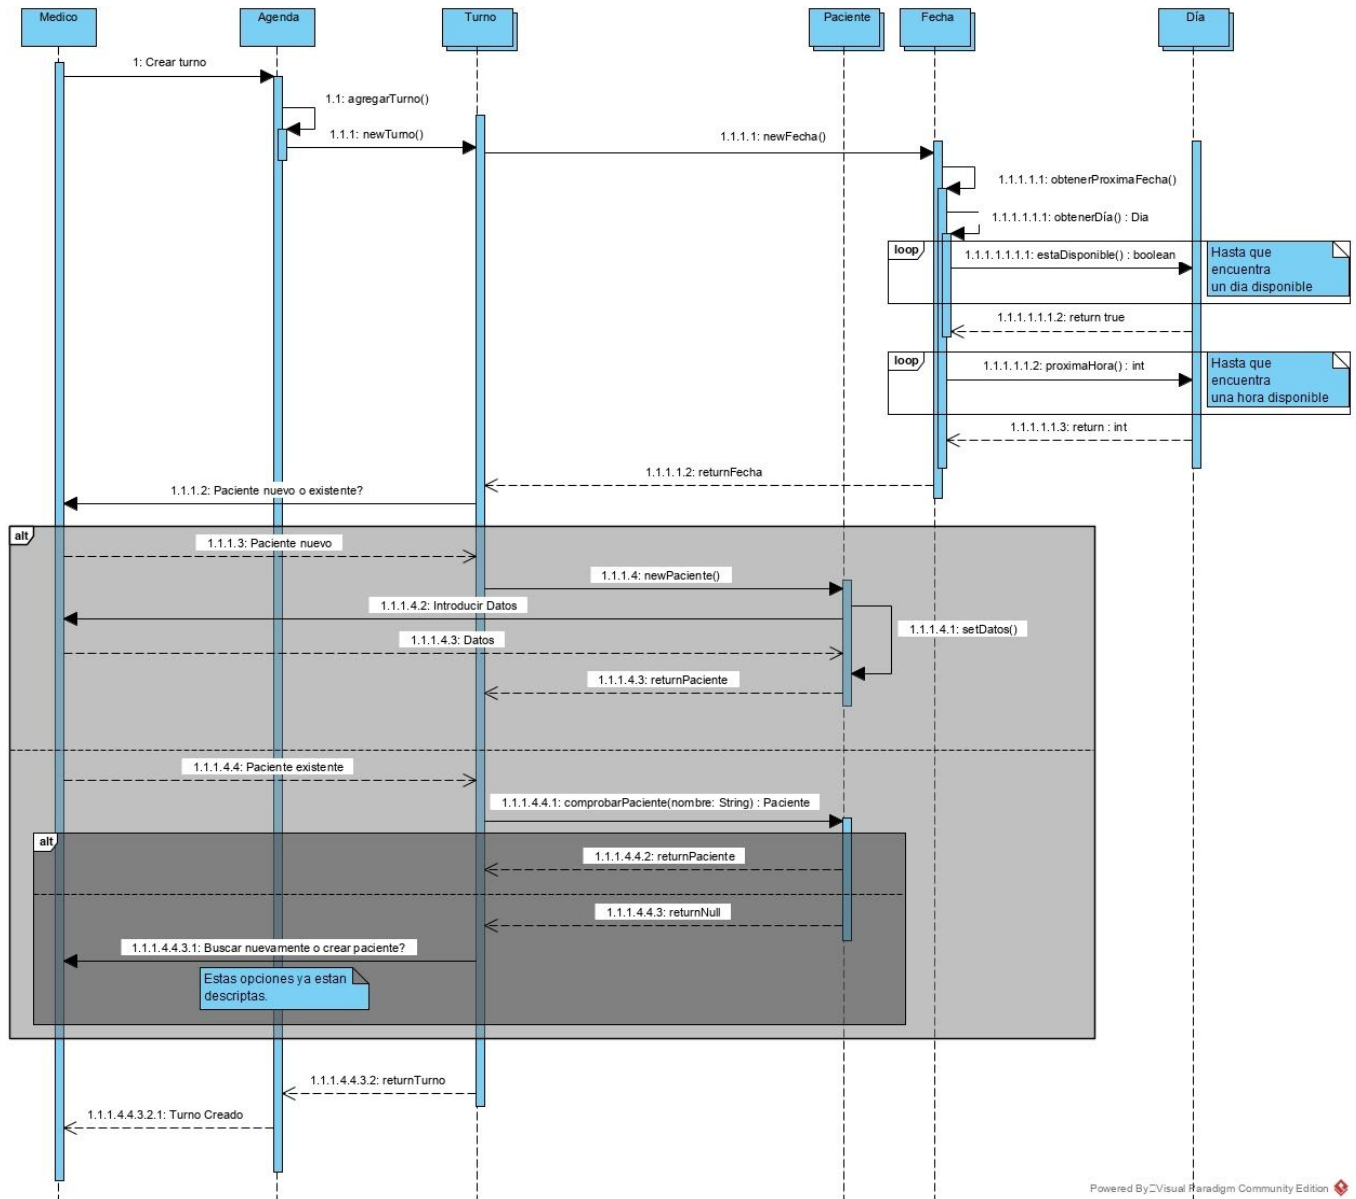 Medico
Agenda
Turno
Paciente
Fecha
Día
1: Crear turno
1.1: agregarTurno()
1.1.1: newTurno()
1.1.1.1: newFecha()
1.1.1.1.1: obtenerProximaFecha()
1.1.1.1.1.1: obtenerDía() : Dia
loop
1.1.1.1.1.1.1: estaDisponible() : boolean
Hasta que
encuentra
un dia disponible
1.1.1.1.1.1.2: return true
loop
1.1.1.1.1.2: proximaHora() : int
Hasta que
encuentra
una hora disponible
1.1.1.1.1.3: return : int
1.1.1.1.2: returnFecha
1.1.1.2: Paciente nuevo o existente?
alt
1.1.1.3: Paciente nuevo
1.1.1.4: newPaciente()
1.1.1.4.2: Introducir Datos
1.1.1.4.1: setDatos()
1.1.1.4.3: Datos
1.1.1.4.3: returnPaciente
1.1.1.4.4: Paciente existente
1.1.1.4.4.1: comprobarPaciente(nombre: String) : Paciente
alt
1.1.1.4.4.2: returnPaciente
1.1.1.4.4.3: returnNull
1.1.1.4.4.3.1: Buscar nuevamente o crear paciente?
Estas opciones ya estan
descriptas.
1.1.1.4.4.3.2: returnTurno
1.1.1.4.4.3.2.1: Turno Creado
Powered By Visual Paradigm Community Edition